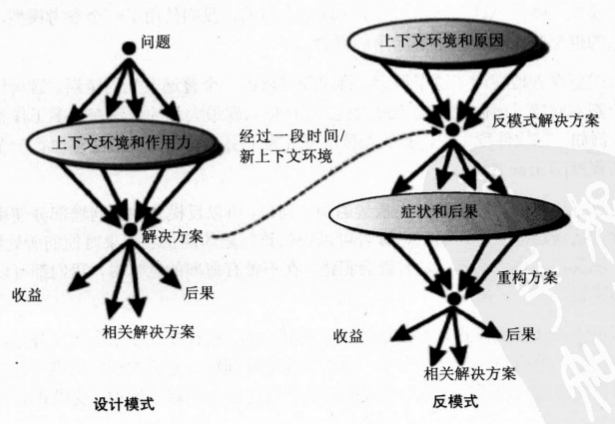 问题
上下文环境和作用力
解决方案
收益
后果
相关解决方案
设计模式
经过一段时间/
新上下文环境
上下文环境和原因
反模式解决方案
症状和后果
重构方案
收益
后果
相关解决方案
反模式